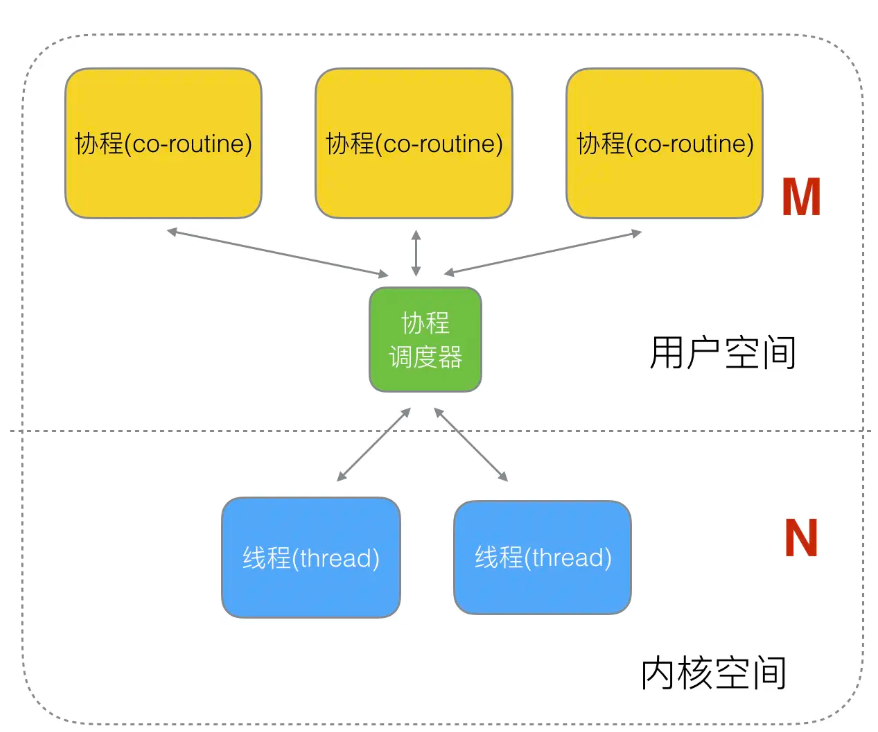 协程(co-routine)
协程(co-routine)
协程(co-routine)
M
协程
调度器
用户空间
线程(thread)
线程(thread)
N
内核空间